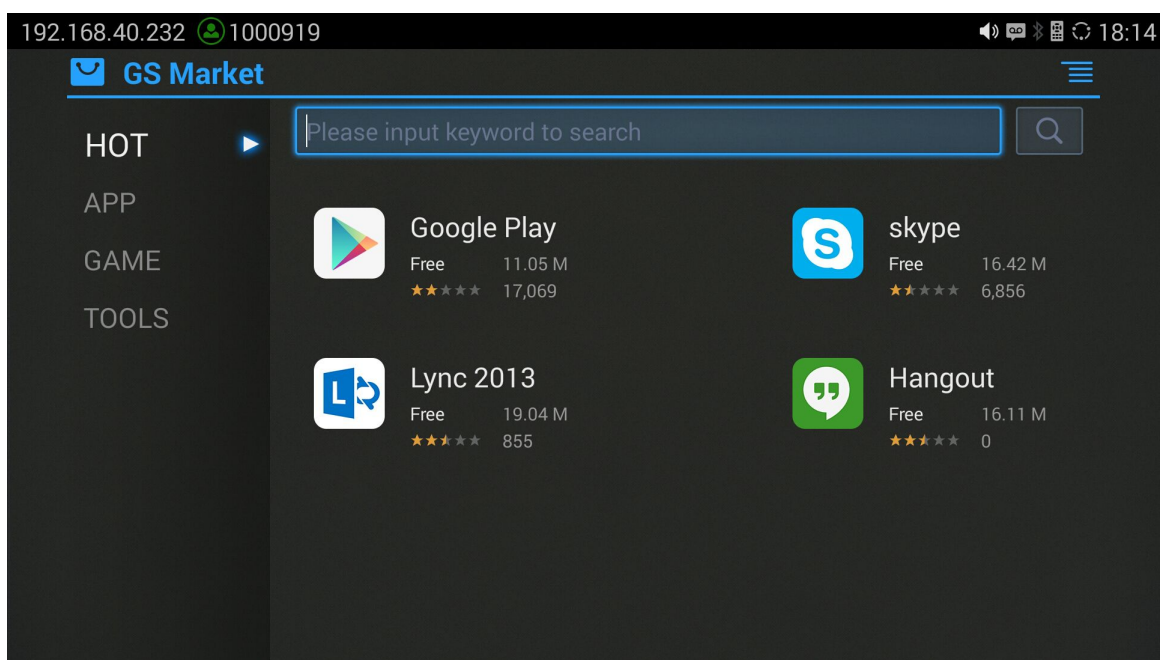 192.168.40.232 1000919 18:14
GS Market
HOT
APP
GAME
TOOLS
Please input keyword to search
Google Play
Free 11.05 M
17,069
skype
Free 16.42 M
6,856
Lync 2013
Free 19.04 M
855
Hangout
Free 16.11 M
0